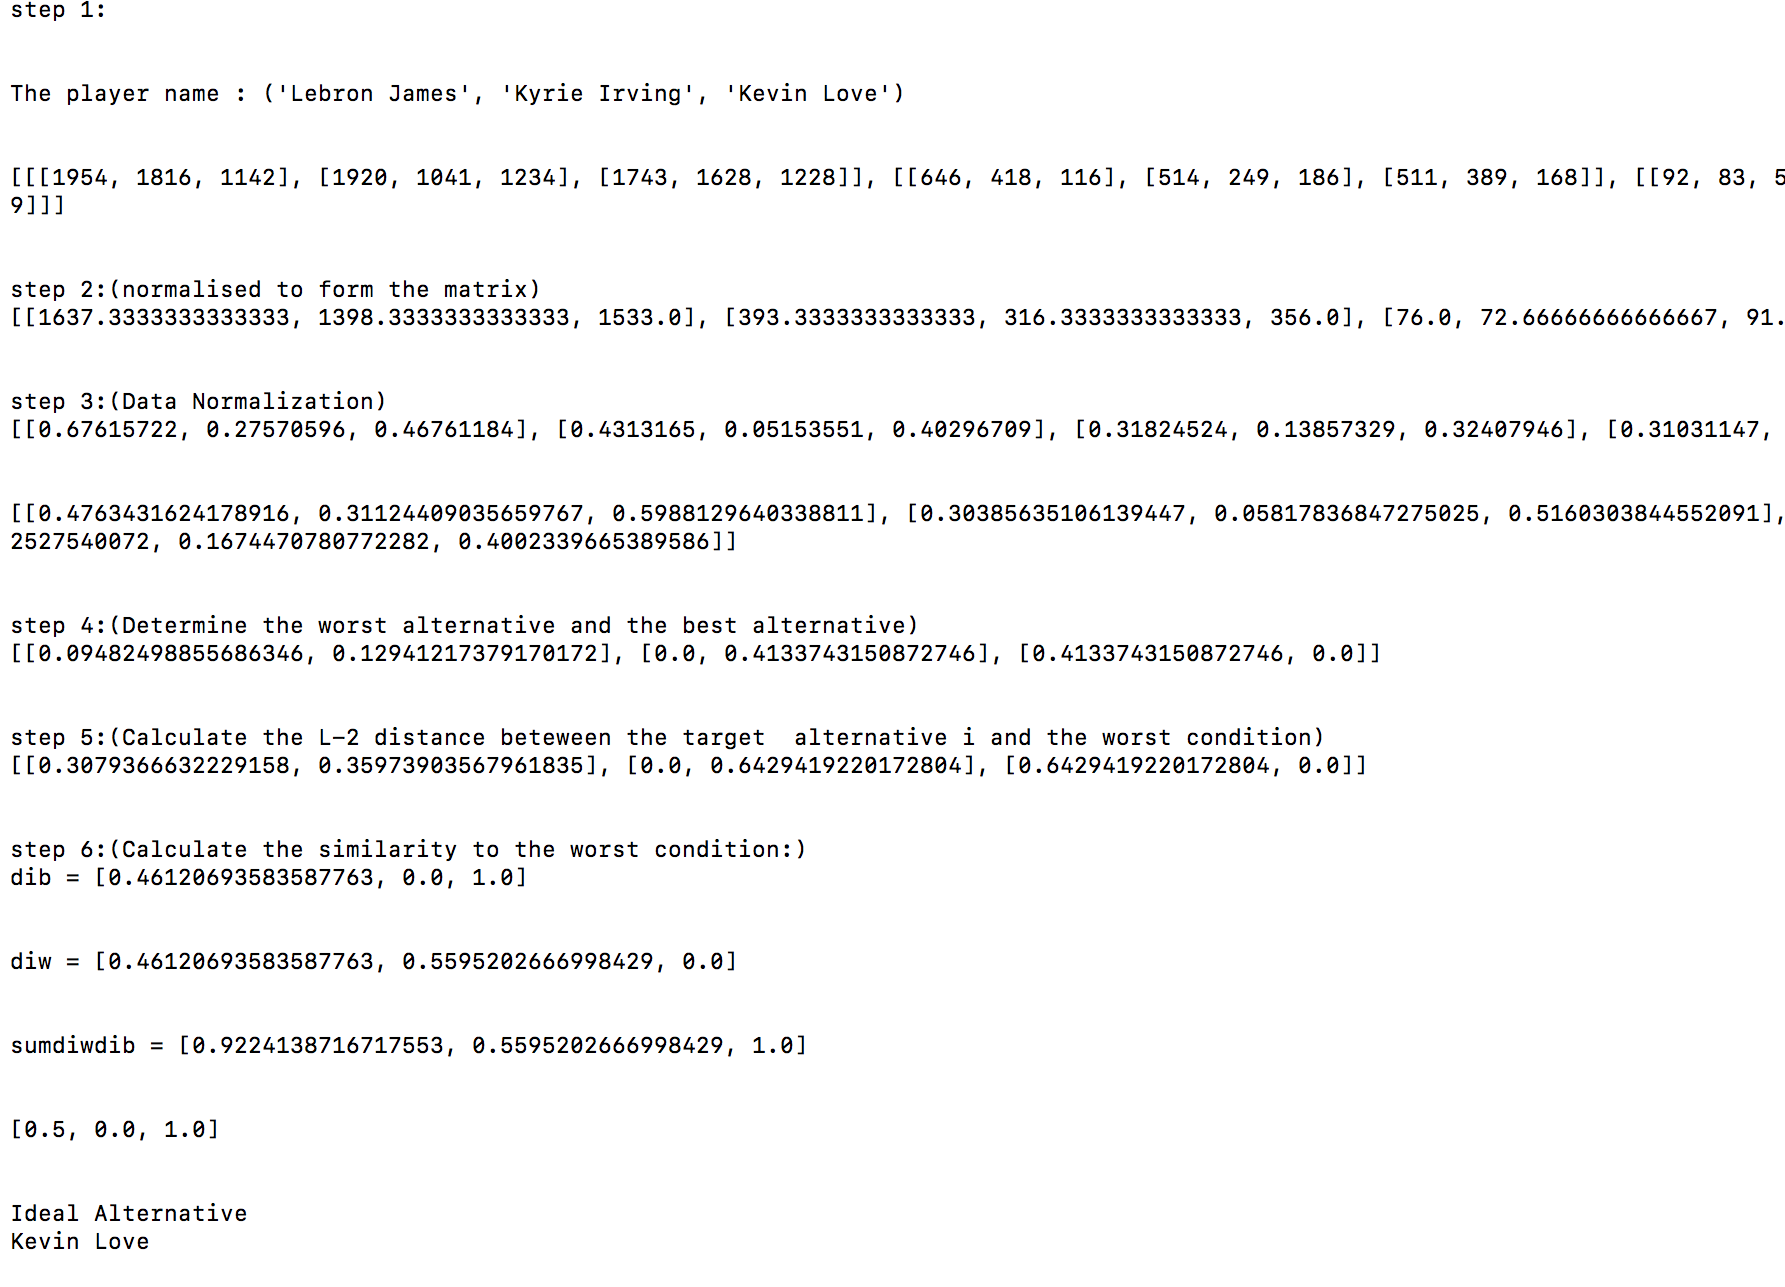 step 1:
The player name : ('Lebron James', 'Kyrie Irving', 'Kevin Love')
[[[1954, 1816, 1142], [1920, 1041, 1234], [1743, 1628, 1228]], [[646, 418, 116], [514, 249, 186], [511, 389, 168]], [[92, 83, 5
9]]]
step 2:(normalised to form the matrix)
[[1637.3333333333333, 1398.3333333333333, 1533.0], [393.3333333333333, 316.3333333333333, 356.0], [76.0, 72.66666666666667, 91.
step 3:(Data Normalization)
[[0.67615722, 0.27570596, 0.46761184], [0.4313165, 0.05153551, 0.40296709], [0.31824524, 0.13857329, 0.32407946], [0.31031147,
[[0.4763431624178916, 0.31124409035659767, 0.5988129640338811], [0.30385635106139447, 0.05817836847275025, 0.5160303844552091],
2527540072, 0.1674470780772282, 0.4002339665389586]]
step 4:(Determine the worst alternative and the best alternative)
[[0.09482498855686346, 0.12941217379170172], [0.0, 0.4133743150872746], [0.4133743150872746, 0.0]]
step 5:(Calculate the L-2 distance beteween the target  alternative i and the worst condition)
[[0.3079366632229158, 0.35973903567961835], [0.0, 0.6429419220172804], [0.6429419220172804, 0.0]]
step 6:(Calculate the similarity to the worst condition:)
dib = [0.46120693583587763, 0.0, 1.0]
diw = [0.46120693583587763, 0.5595202666998429, 0.0]
sumdiwdib = [0.9224138716717553, 0.5595202666998429, 1.0]
[0.5, 0.0, 1.0]
Ideal Alternative
Kevin Love